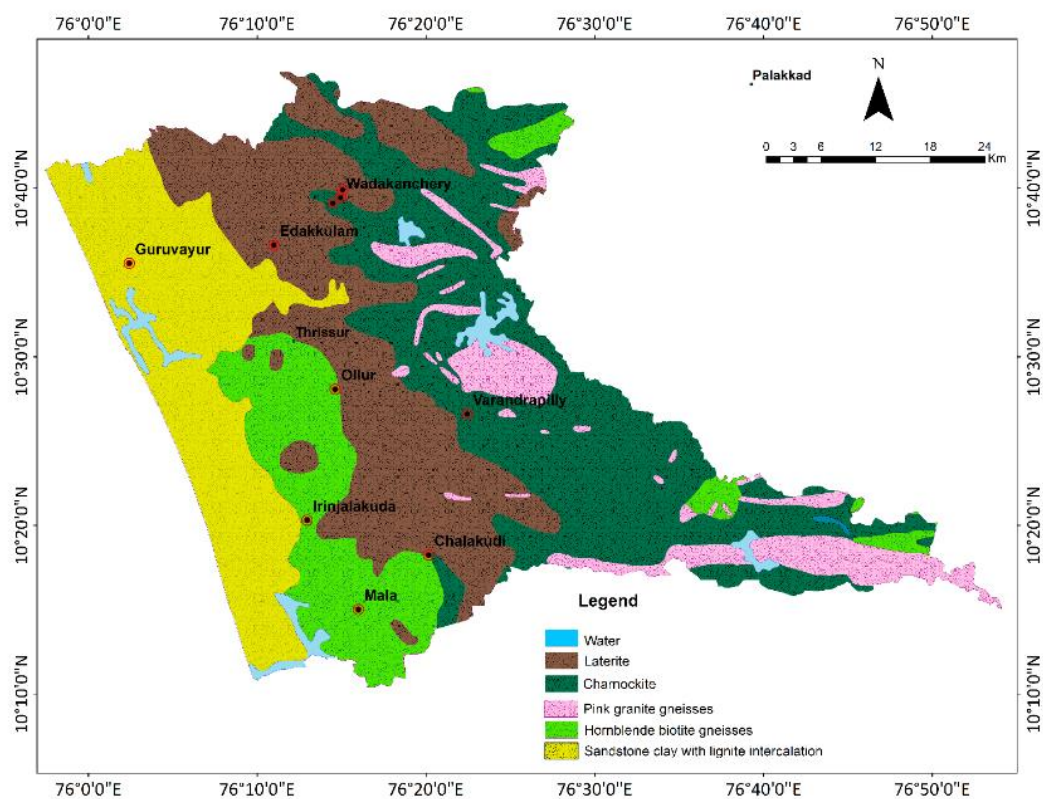 76°0'0"E 76°10'0"E 76°20'0"E 76°30'0"E 76°40'0"E 76°50'0"E
Palakkad
N
0 3 6 12 18 24
Km
10°40'0"N 10°40'0"N
Wadakanchery
Edakkulam
Guruvayur
Thrissur
10°30'0"N 10°30'0"N
Ollur
Varandrapilly
Irinjalakuda
10°20'0"N 10°20'0"N
Chalakudi
Mala
Legend
Water
Laterite
Charnockite
Pink granite gneisses
Hornblende biotite gneisses
Sandstone clay with lignite intercalation
10°10'0"N 10°10'0"N
76°0'0"E 76°10'0"E 76°20'0"E 76°30'0"E 76°40'0"E 76°50'0"E